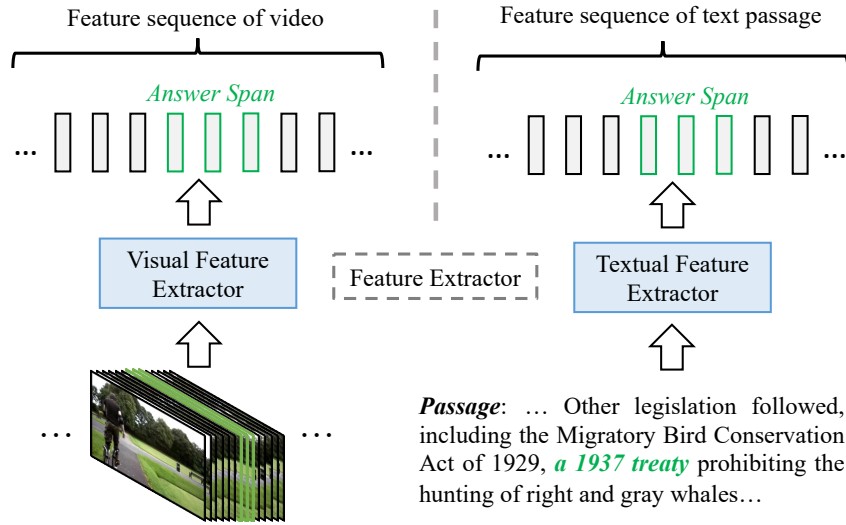 Feature sequence of video
Feature sequence of text passage
Answer Span
Answer Span
... ...
... ...
Visual Feature
Extractor
Feature Extractor
Textual Feature
Extractor
... ...
Passage: … Other legislation followed,
including the Migratory Bird Conservation
Act of 1929, a 1937 treaty prohibiting the
hunting of right and gray whales…